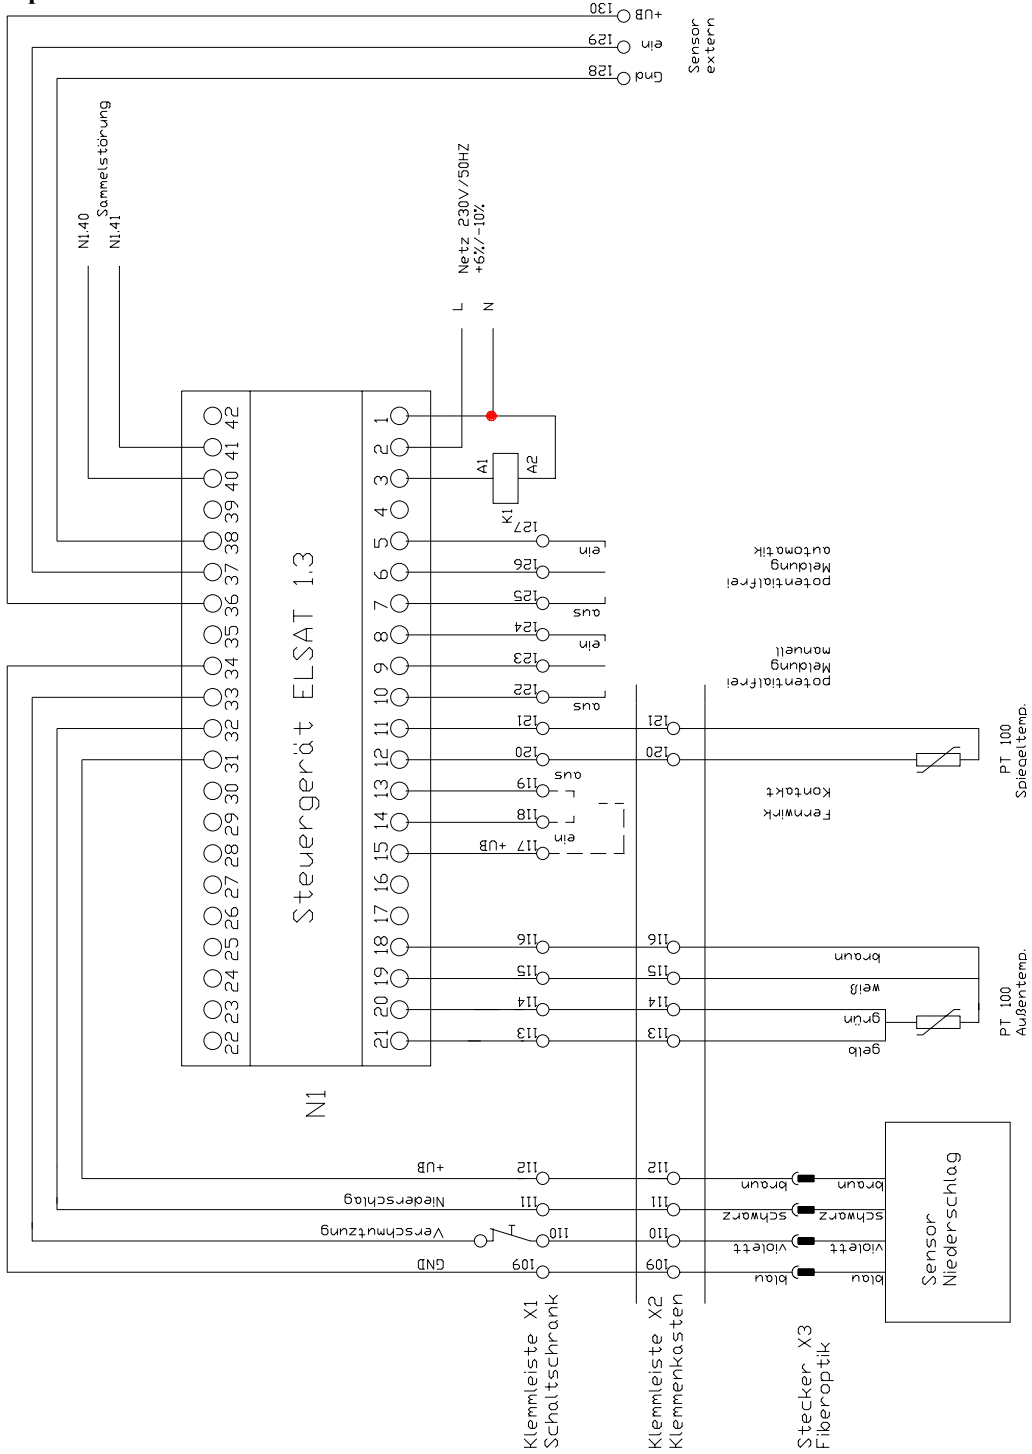 130 +UB
129 ein
128 Gnd
Sensor
extern
N1.40
Sammelstörung
N1.41
Netz 230V/50HZ
+6%/-10%
L
N
42 41 40 39 38 37 36 35 34 33 32 31 30 29 28 27 26 25 24 23 22
Steuergerät ELSAT 1.3
1 2 3 4 5 6 7 8 9 10 11 12 13 14 15 16 17 18 19 20 21
N1
A1
A2
K1
127
ein
126
125
aus
potentialfrei
Meldung
automatik
124
ein
123
122
aus
potentialfrei
Meldung
manuell
121 121
120 120
PT 100
Spiegeltemp.
119
aus
118
ein
117 +UB
Fernwirk
Kontakt
116 116 braun
115 115 weiß
114 114 grün
113 113 gelb
PT 100
Außentemp.
+UB 112 112 braun braun
Niederschlag 111 111 schwarz schwarz
Verschmutzung 110 110 violett violett
GND 109 109 blau blau
Sensor
Niederschlag
Klemmleiste X1
Schaltschrank
Klemmleiste X2
Klemmenkasten
Stecker X3
Fiberoptik